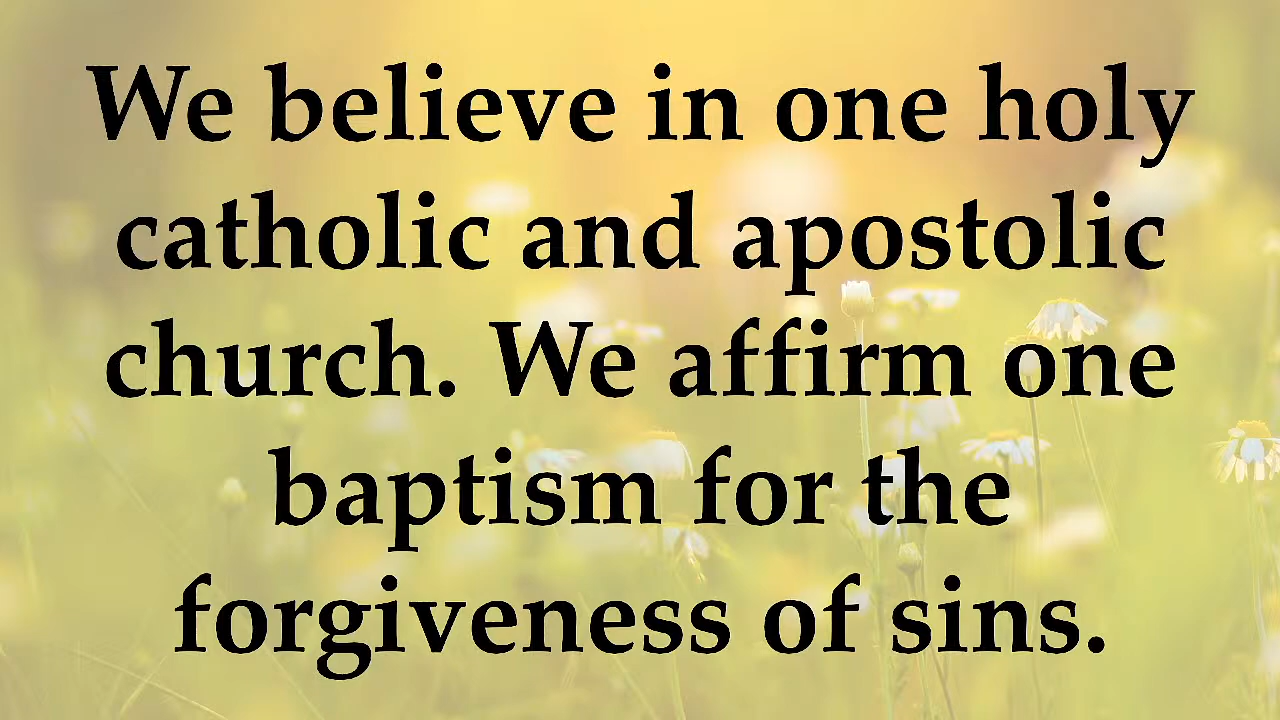 We believe in one holy
catholic and apostolic
church. We affirm one
baptism for the
forgiveness of sins.